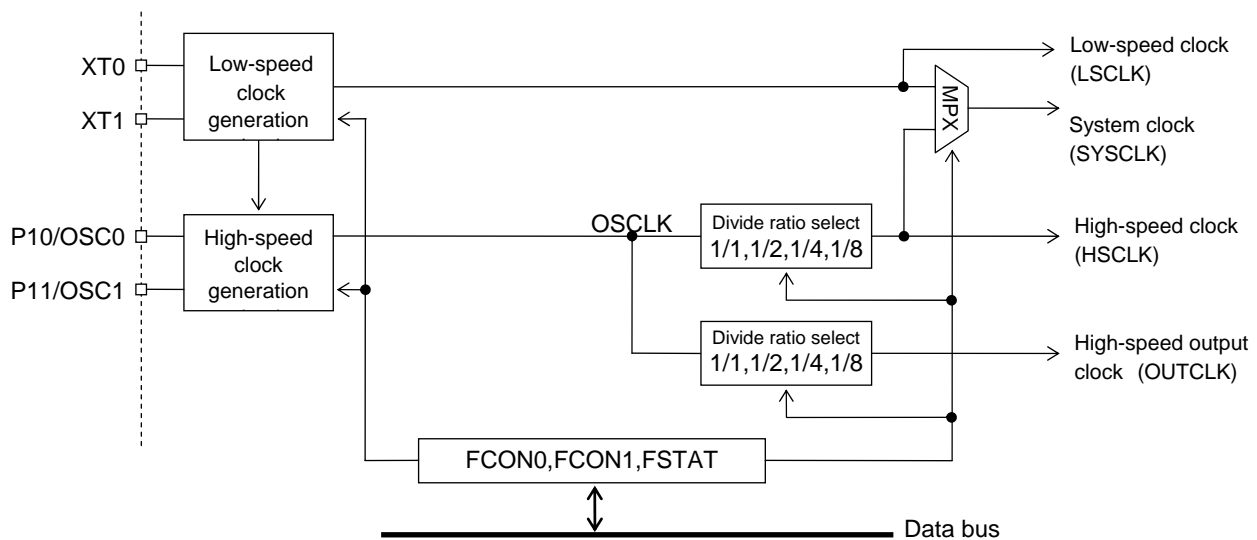 XT0
XT1
Low-speed
clock
generation
Low-speed clock
(LSCLK)
MPX
System clock
(SYSCLK)
P10/OSC0
P11/OSC1
High-speed
clock
generation
OSCLK
Divide ratio select
1/1,1/2,1/4,1/8
High-speed clock
(HSCLK)
Divide ratio select
1/1,1/2,1/4,1/8
High-speed output
clock (OUTCLK)
FCON0,FCON1,FSTAT
Data bus